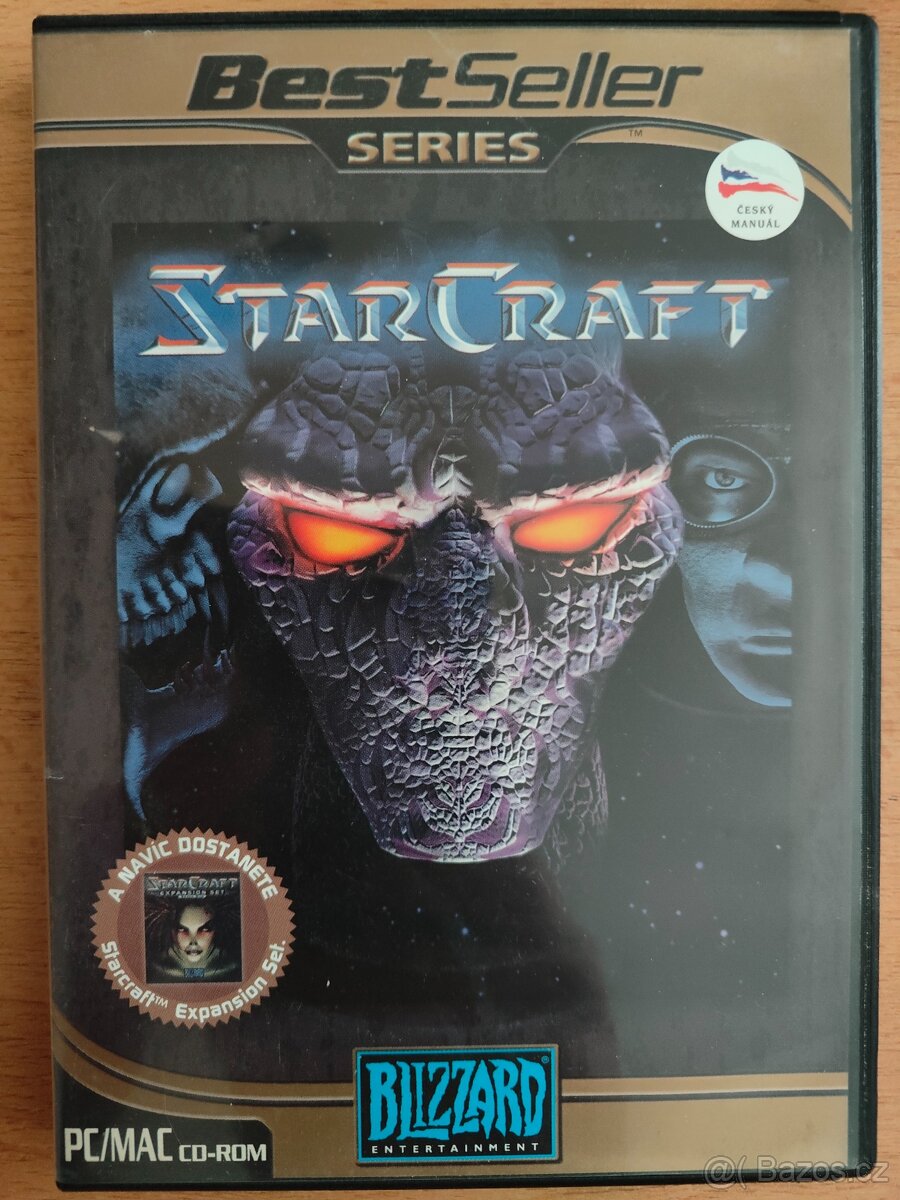 BestSeller
SERIES
™
ČESKÝ
MANUÁL
STARCRAFT
A NAVÍC DOSTANETE
STARCRAFT
EXPANSION SET
Starcraft™ Expansion Set.
BLIZZARD®
ENTERTAINMENT
PC/MAC CD-ROM
@( Bazos.cz